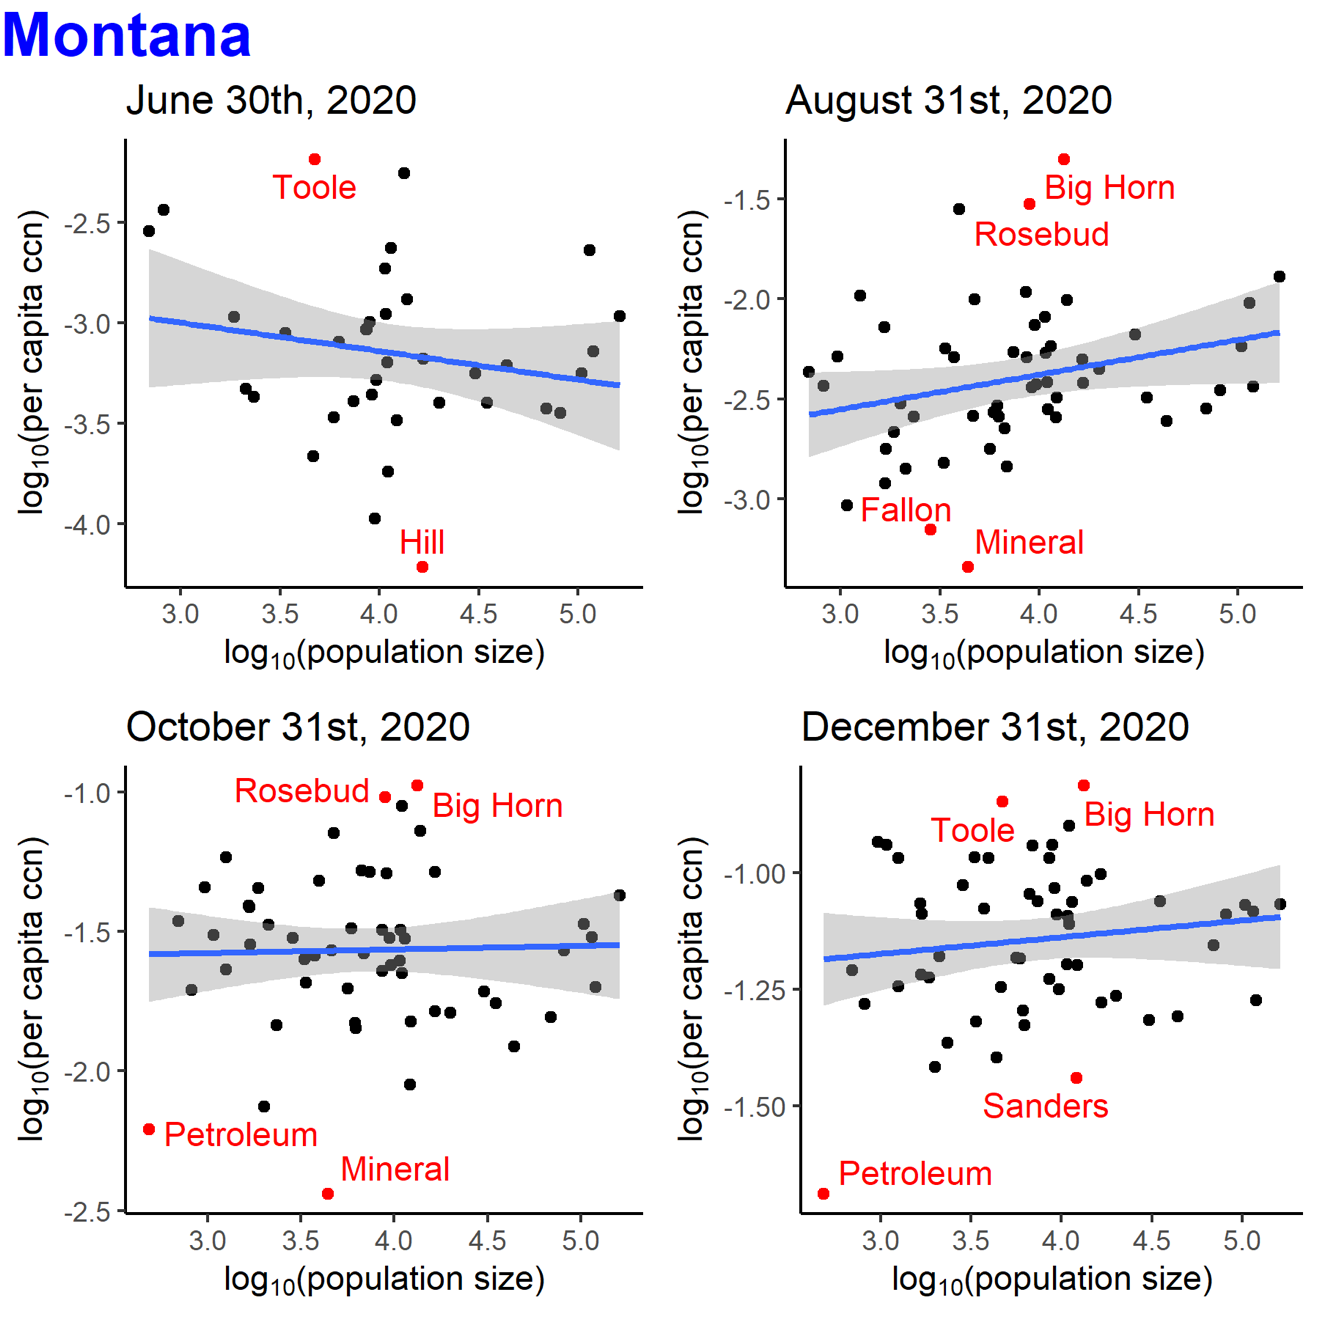 Montana
June 30th, 2020
log10(per capita ccn)
-2.5
-3.0
-3.5
-4.0
Toole
Hill
3.0 3.5 4.0 4.5 5.0
log10(population size)
August 31st, 2020
log10(per capita ccn)
-1.5
-2.0
-2.5
-3.0
Big Horn
Rosebud
Fallon
Mineral
3.0 3.5 4.0 4.5 5.0
log10(population size)
October 31st, 2020
log10(per capita ccn)
-1.0
-1.5
-2.0
-2.5
Rosebud
Big Horn
Petroleum
Mineral
3.0 3.5 4.0 4.5 5.0
log10(population size)
December 31st, 2020
log10(per capita ccn)
-1.00
-1.25
-1.50
Big Horn
Toole
Sanders
Petroleum
3.0 3.5 4.0 4.5 5.0
log10(population size)